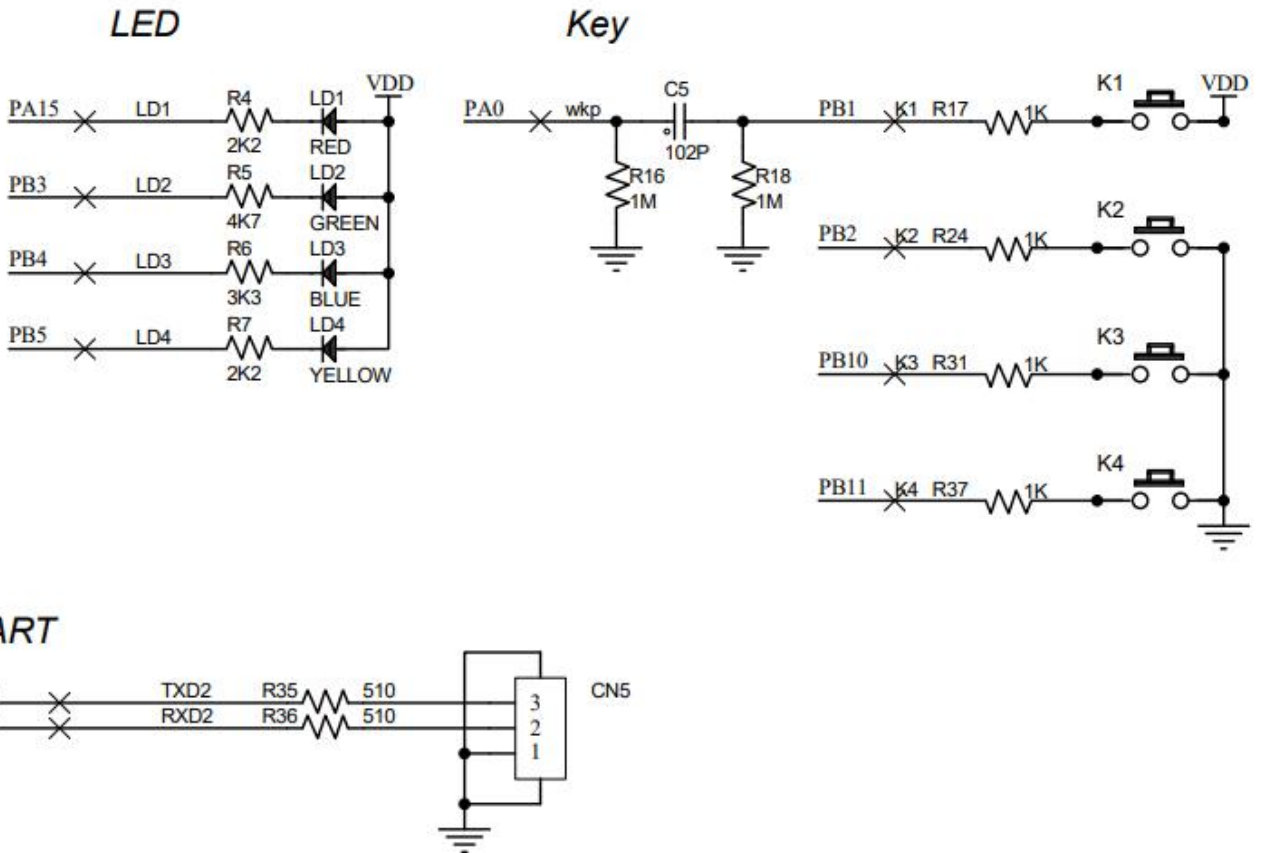 LED
Key
VDD
PA15 LD1 R4 LD1
2K2 RED
PB3 LD2 R5 LD2
4K7 GREEN
PB4 LD3 R6 LD3
3K3 BLUE
PB5 LD4 R7 LD4
2K2 YELLOW
PA0 wkp C5
102P
R16
1M
R18
1M
K1 VDD
PB1 K1 R17 1K
K2
PB2 K2 R24 1K
K3
PB10 K3 R31 1K
K4
PB11 K4 R37 1K
ART
TXD2 R35 510
RXD2 R36 510
CN5
3
2
1